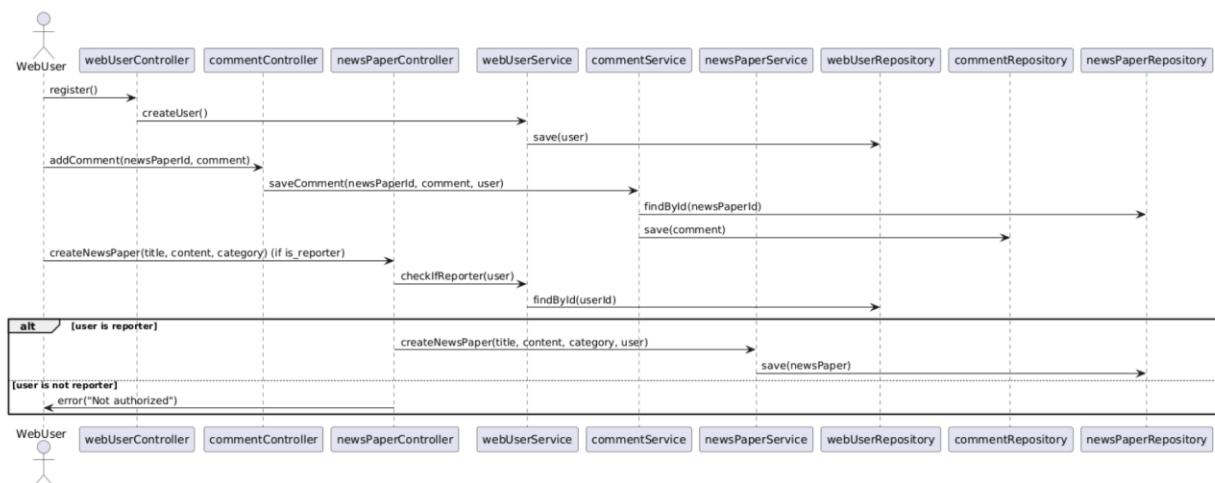 WebUser
webUserController
commentController
newsPaperController
webUserService
commentService
newsPaperService
webUserRepository
commentRepository
newsPaperRepository
register()
createUser()
save(user)
addComment(newsPaperId, comment)
saveComment(newsPaperId, comment, user)
findById(newsPaperId)
save(comment)
createNewsPaper(title, content, category) (if is_reporter)
checkIfReporter(user)
findById(userId)
alt [user is reporter]
createNewsPaper(title, content, category, user)
save(newsPaper)
[user is not reporter]
error("Not authorized")
WebUser
webUserController
commentController
newsPaperController
webUserService
commentService
newsPaperService
webUserRepository
commentRepository
newsPaperRepository